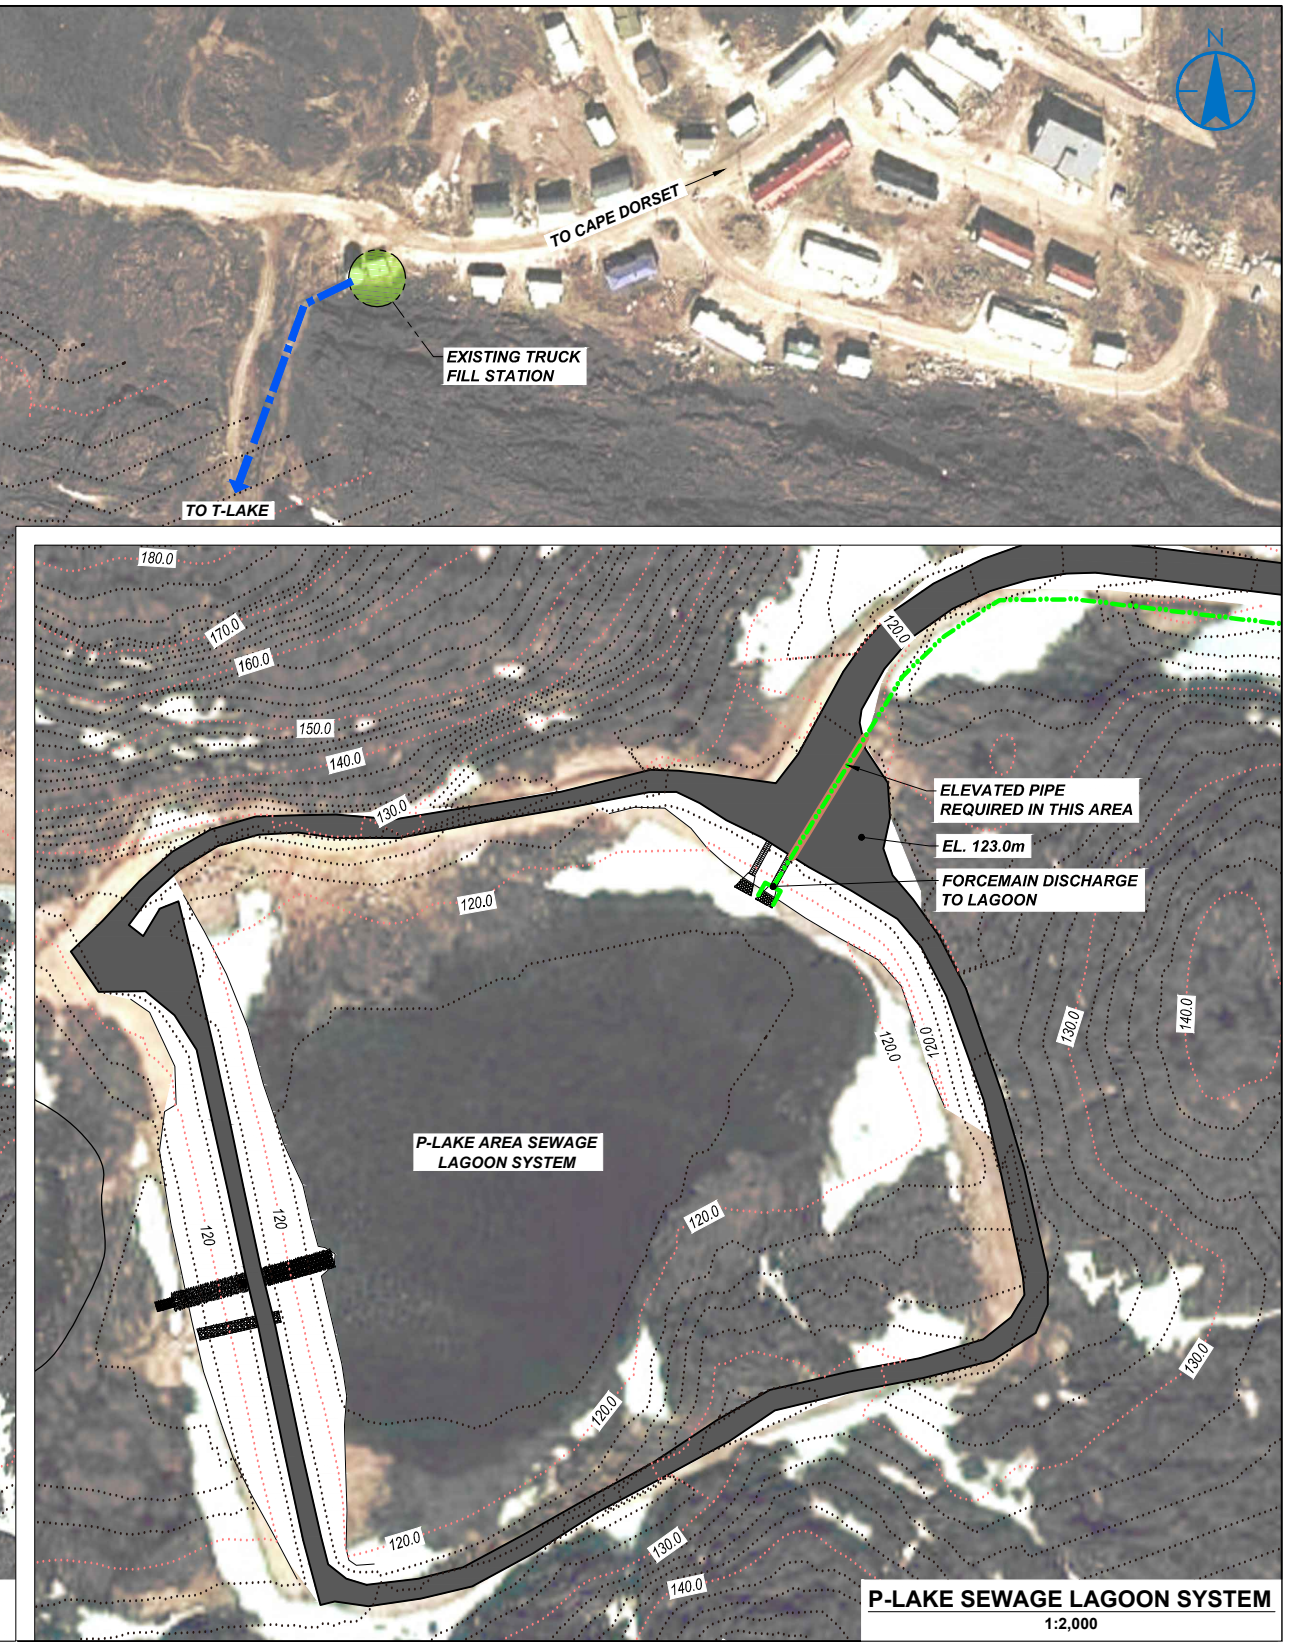 N
TO CAPE DORSET
EXISTING TRUCK
FILL STATION
TO T-LAKE
180.0
170.0
160.0
150.0
140.0
130.0
120.0
120.0
ELEVATED PIPE
REQUIRED IN THIS AREA
EL. 123.0m
FORCEMAIN DISCHARGE
TO LAGOON
120.0
120.0
130.0
140.0
P-LAKE AREA SEWAGE
LAGOON SYSTEM
120
120
120.0
120.0
130.0
120.0
130.0
140.0
P-LAKE SEWAGE LAGOON SYSTEM
1:2,000